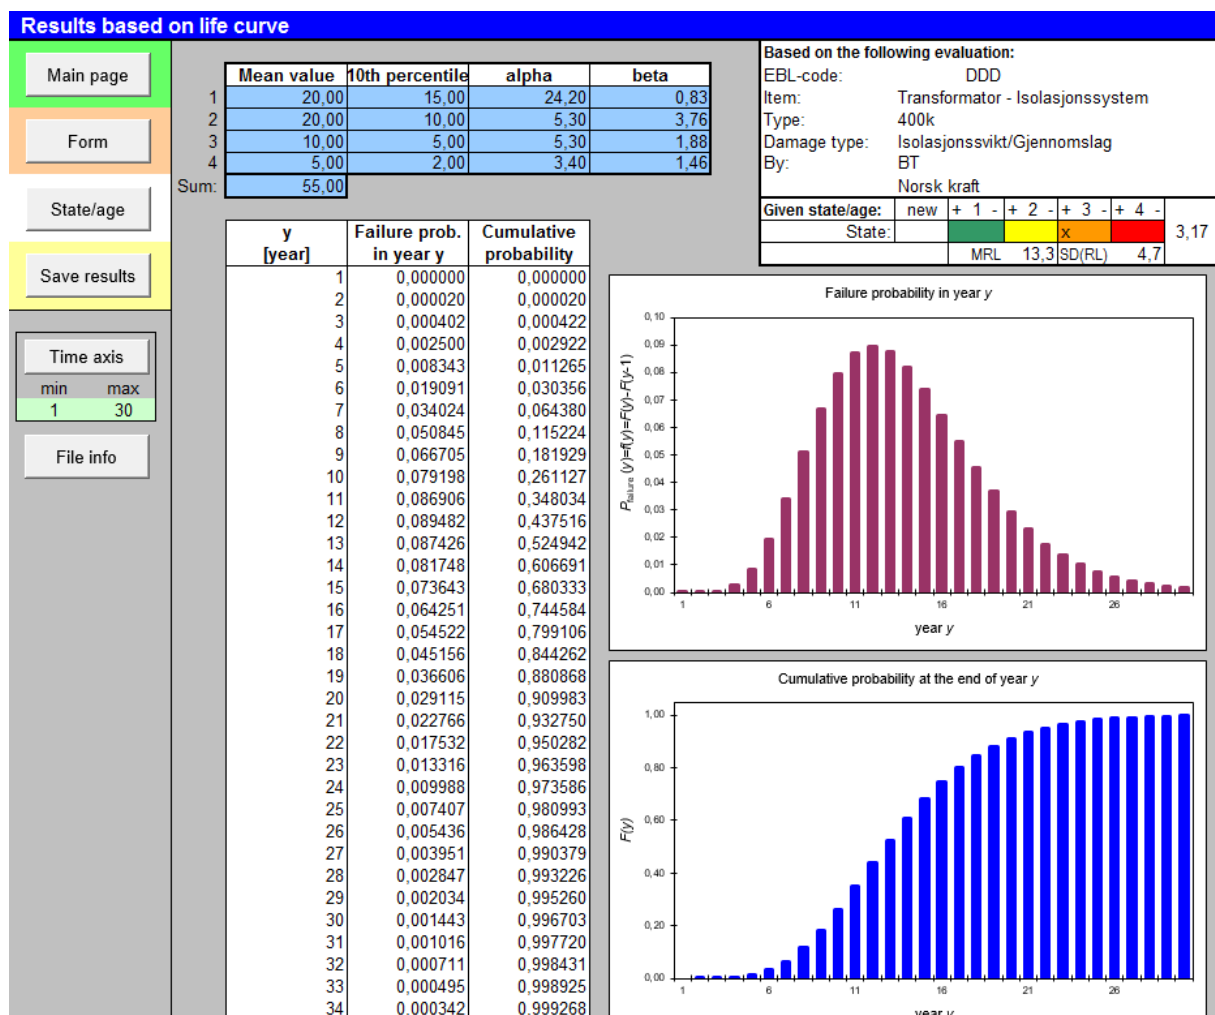 Results based on life curve
Main page
Form
State/age
Save results
Time axis
min max
1 30
File info
Mean value 10th percentile alpha beta
1 20,00 15,00 24,20 0,83
2 20,00 10,00 5,30 3,76
3 10,00 5,00 5,30 1,88
4 5,00 2,00 3,40 1,46
Sum: 55,00
Based on the following evaluation:
EBL-code: DDD
Item: Transformator - Isolasjonssystem
Type: 400k
Damage type: Isolasjonssvikt/Gjennomslag
By: BT
Norsk kraft
Given state/age: new + 1 - + 2 - + 3 - + 4 -
State: x 3,17
MRL 13,3 SD(RL) 4,7
y Failure prob. Cumulative
[year] in year y probability
1 0,000000 0,000000
2 0,000020 0,000020
3 0,000402 0,000422
4 0,002500 0,002922
5 0,008343 0,011265
6 0,019091 0,030356
7 0,034024 0,064380
8 0,050845 0,115224
9 0,066705 0,181929
10 0,079198 0,261127
11 0,086906 0,348034
12 0,089482 0,437516
13 0,087426 0,524942
14 0,081748 0,606691
15 0,073643 0,680333
16 0,064251 0,744584
17 0,054522 0,799106
18 0,045156 0,844262
19 0,036606 0,880868
20 0,029115 0,909983
21 0,022766 0,932750
22 0,017532 0,950282
23 0,013316 0,963598
24 0,009988 0,973586
25 0,007407 0,980993
26 0,005436 0,986428
27 0,003951 0,990379
28 0,002847 0,993226
29 0,002034 0,995260
30 0,001443 0,996703
31 0,001016 0,997720
32 0,000711 0,998431
33 0,000495 0,998925
34 0,000342 0,999268
Failure probability in year y
0,10
0,09
0,08
0,07
0,06
0,05
0,04
0,03
0,02
0,01
0,00
P failure (y)=f(y)=F(y)-F(y-1)
1 6 11 16 21 26
year y
Cumulative probability at the end of year y
1,00
0,80
0,60
0,40
0,20
0,00
F(y)
1 6 11 16 21 26
year y